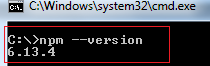 C:\Windows\system32\cmd.exe
C:\>npm --version
6.13.4